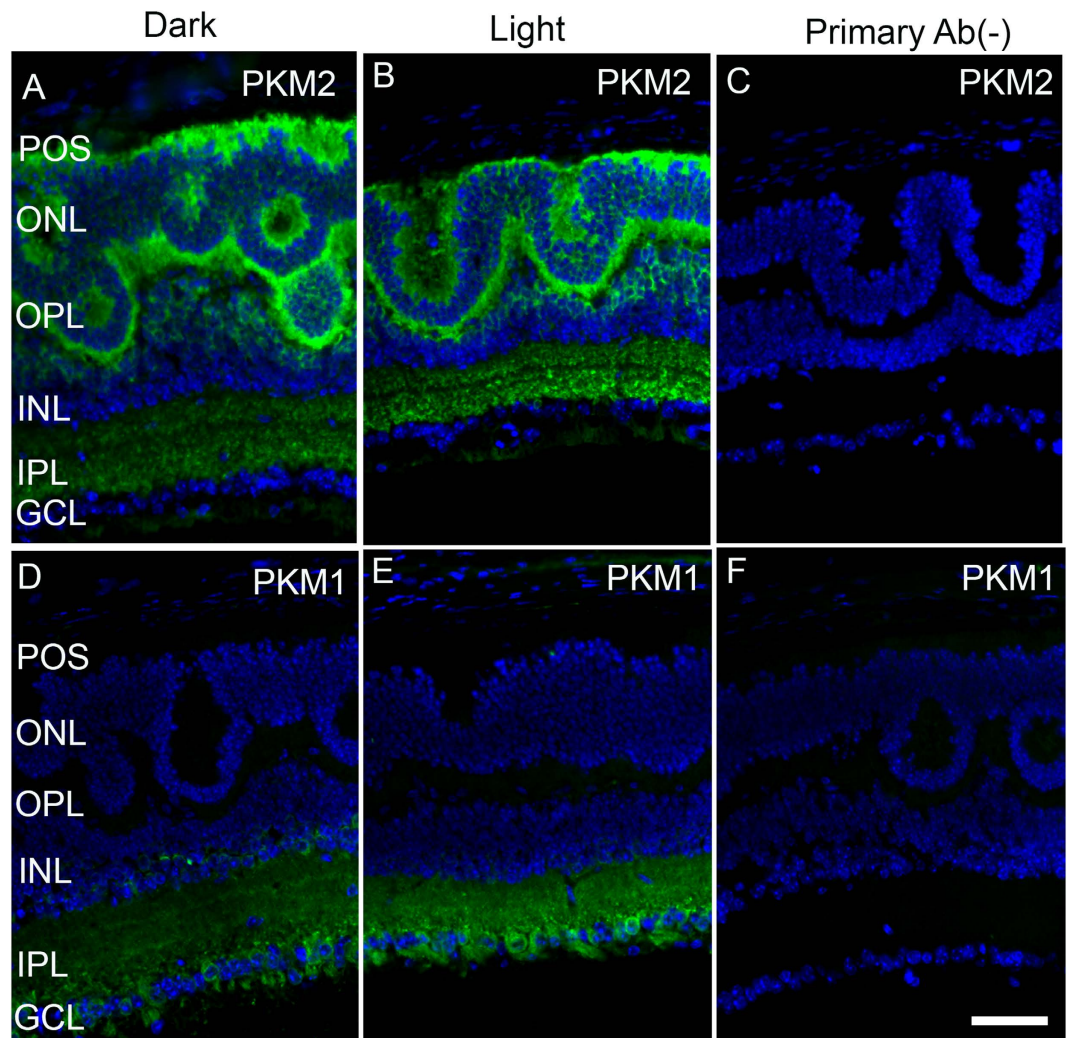 Dark
Light
Primary Ab(-)
A
PKM2
POS
ONL
OPL
INL
IPL
GCL
B
PKM2
C
PKM2
D
PKM1
POS
ONL
OPL
INL
IPL
GCL
E
PKM1
F
PKM1